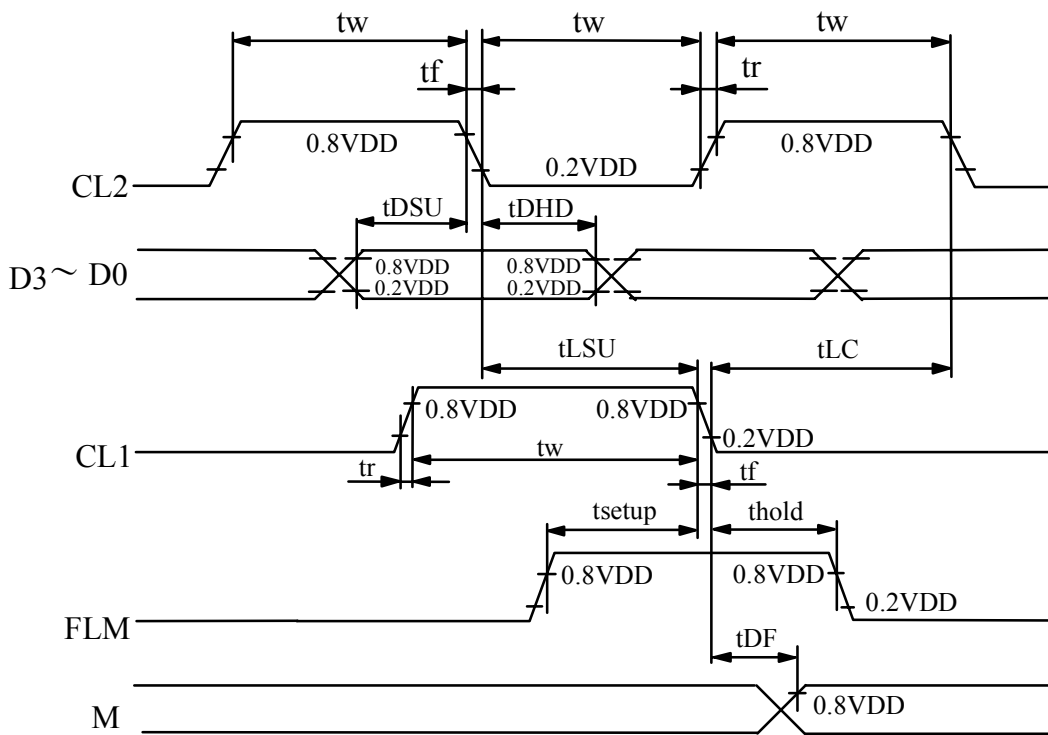 tw tw tw
tf tr
0.8VDD 0.8VDD
0.2VDD
CL2
tDSU tDHD
D3～D0
0.8VDD 0.8VDD
0.2VDD 0.2VDD
tLSU tLC
0.8VDD 0.8VDD
0.2VDD
CL1
tw
tr tf
tsetup thold
0.8VDD 0.8VDD
0.2VDD
FLM
tDF
0.8VDD
M